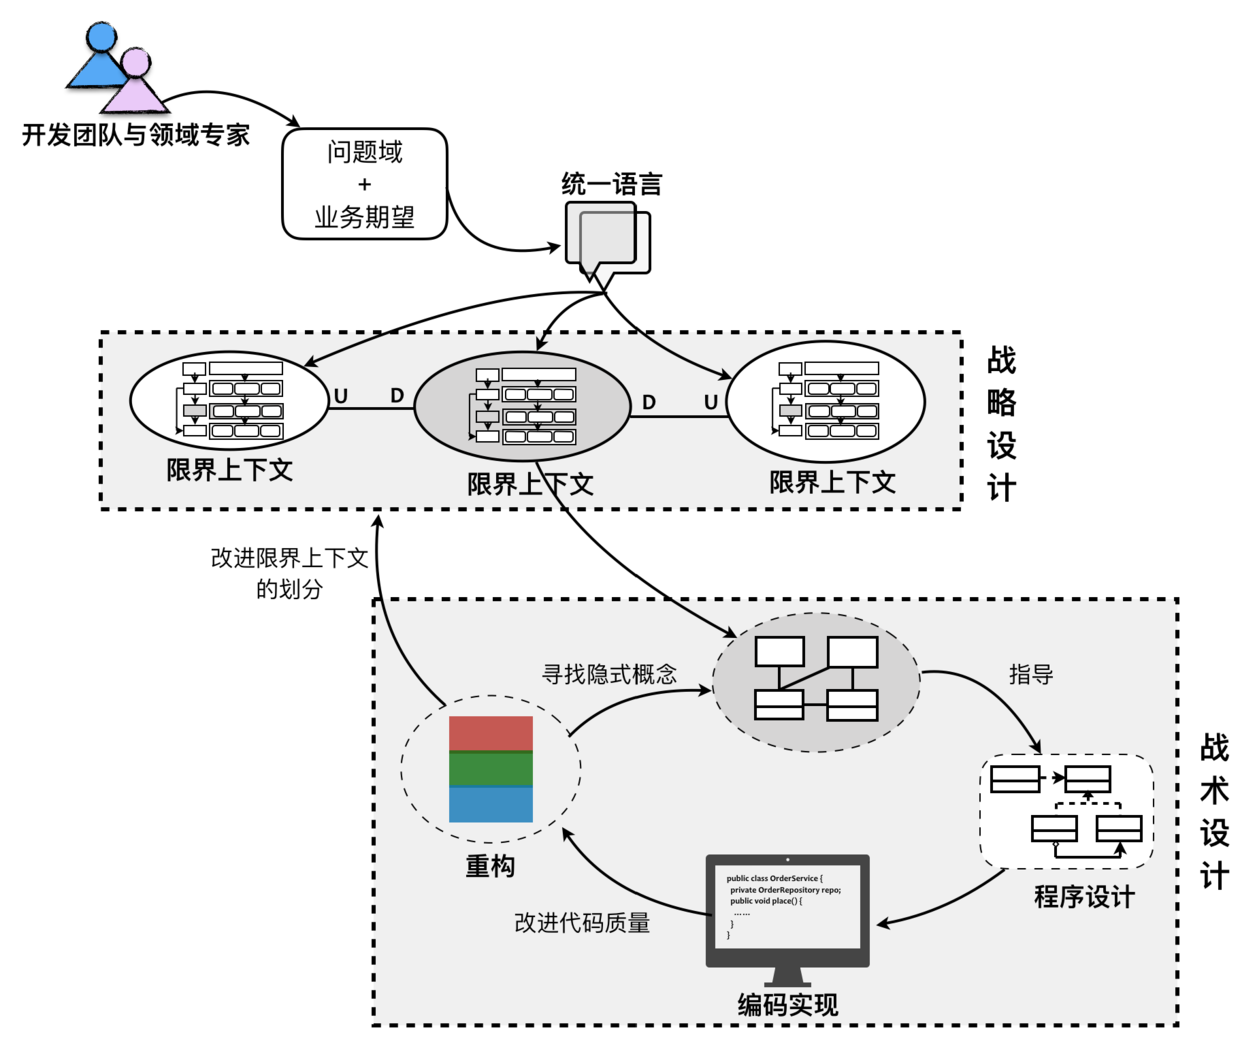 开发团队与领域专家
问题域
+
业务期望
统一语言
U
D
D
U
限界上下文
限界上下文
限界上下文
战略设计
改进限界上下文
的划分
寻找隐式概念
指导
重构
程序设计
战术设计
改进代码质量
public class OrderService {
private OrderRepository repo;
public void place() {
……
}
}
编码实现